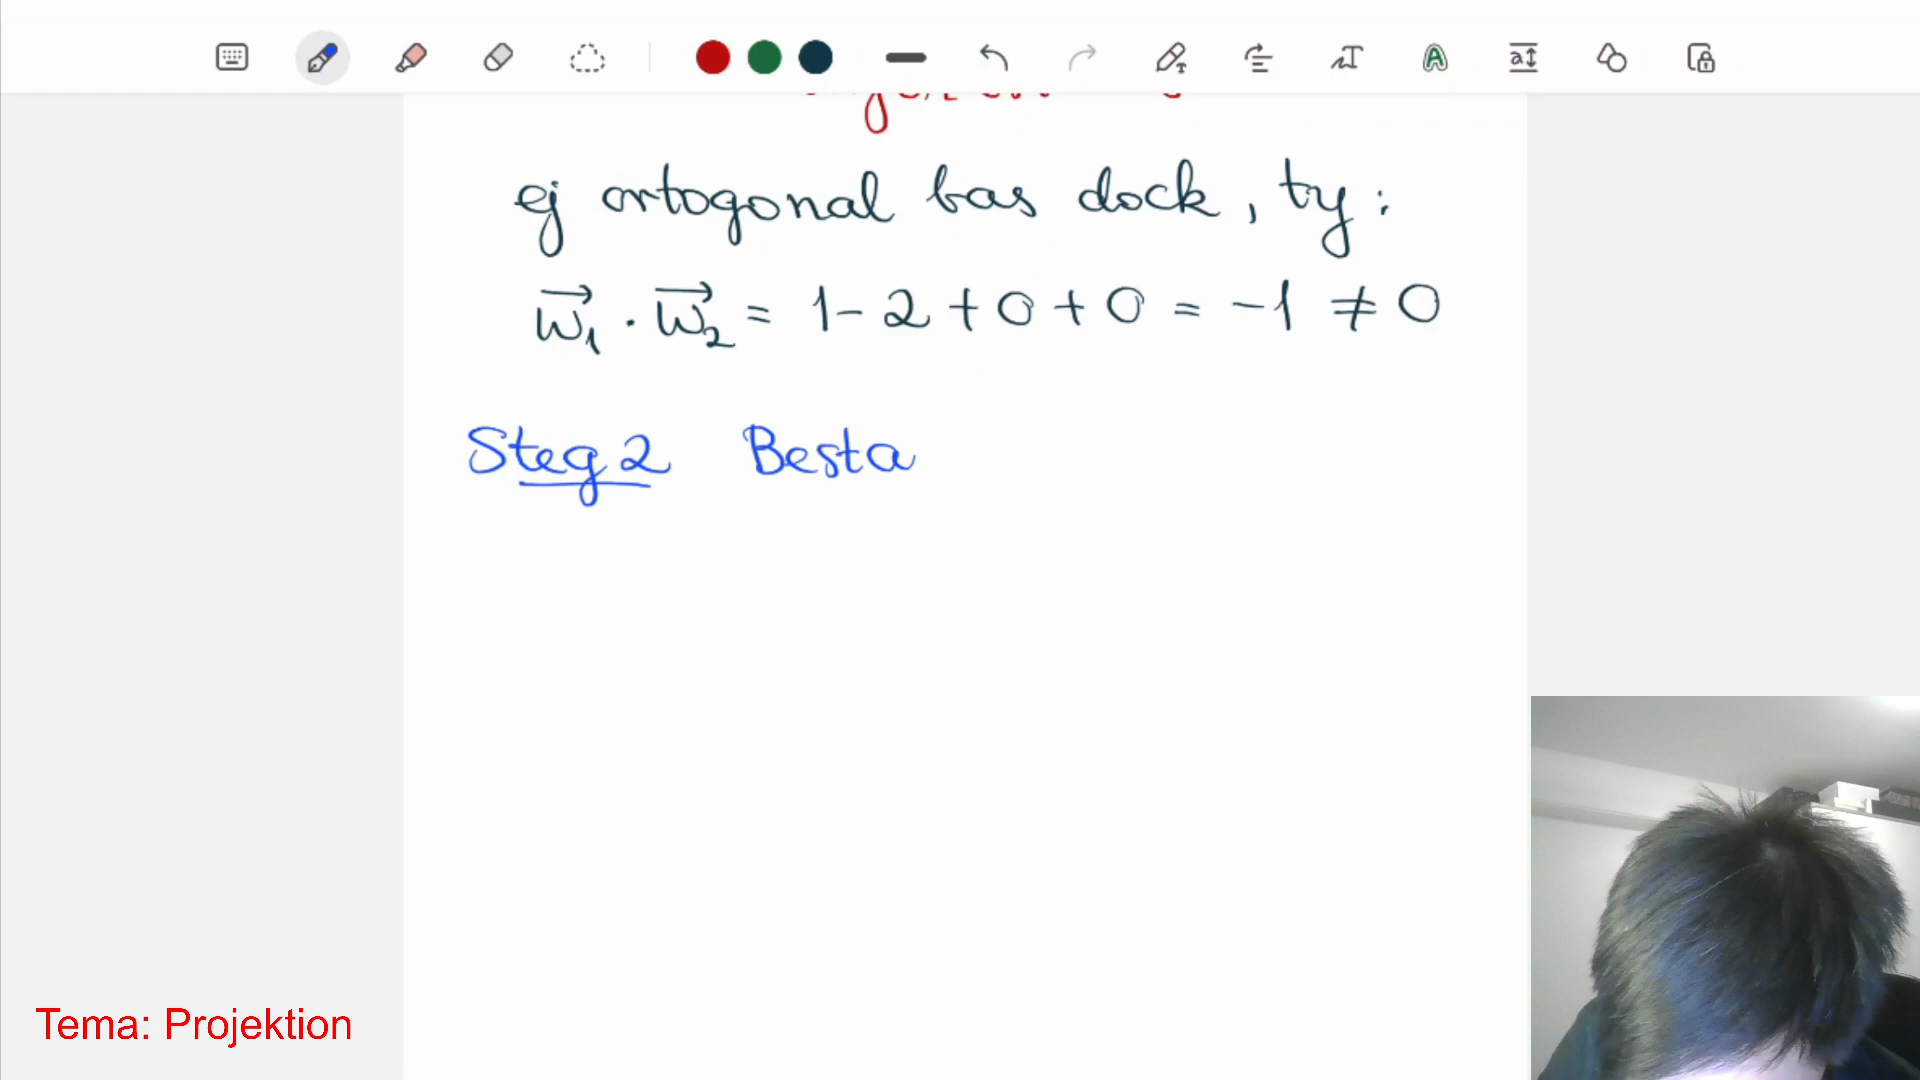 ej ortogonal bas dock, ty:
w₁ · w₂ = 1 - 2 + 0 + 0 = -1 ≠ 0
Steg 2 Besta
Tema: Projektion